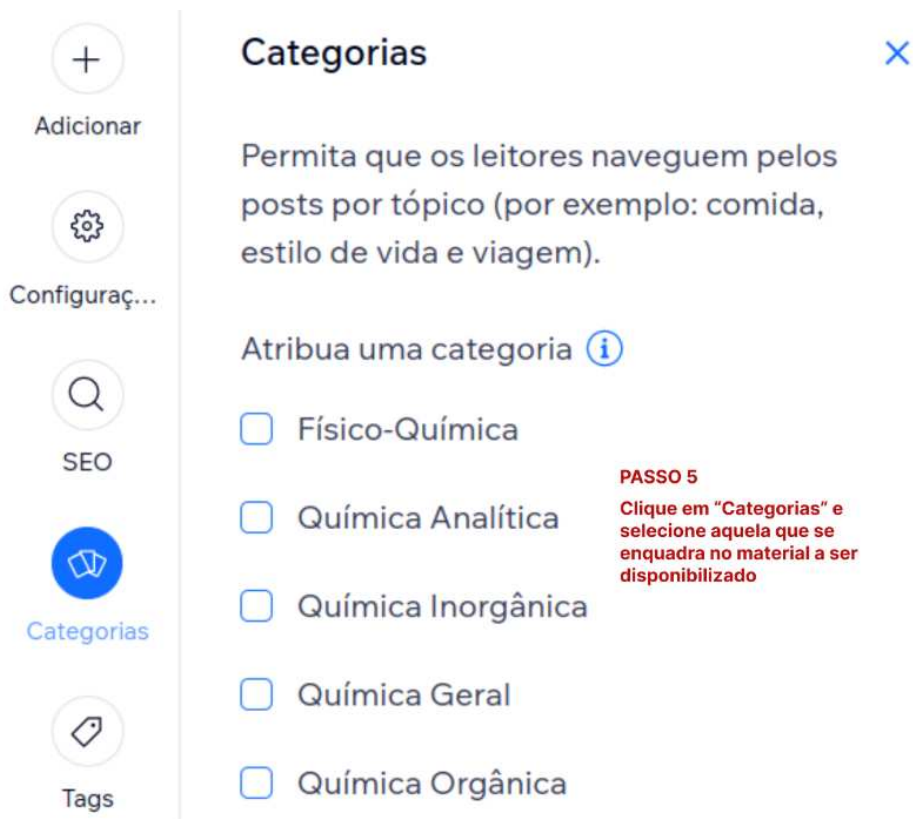 Adicionar
Configuraç...
SEO
Categorias
Tags
Categorias
Permita que os leitores naveguem pelos
posts por tópico (por exemplo: comida,
estilo de vida e viagem).
Atribua uma categoria
Físico-Química
Química Analítica
Química Inorgânica
Química Geral
Química Orgânica
PASSO 5
Clique em “Categorias” e
selecione aquela que se
enquadra no material a ser
disponibilizado